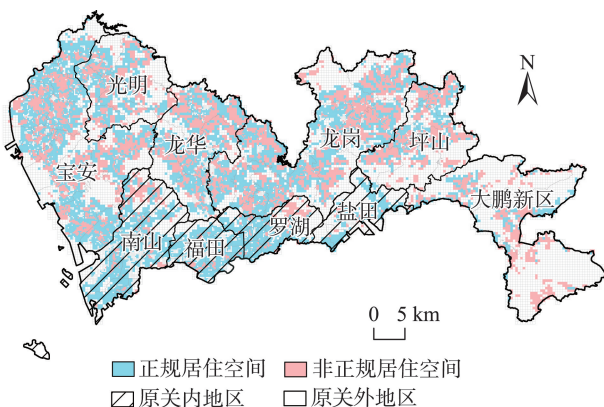 光明
N
龙华
龙岗
坪山
宝安
大鹏新区
盐田
罗湖
南山
福田
0 5 km
正规居住空间 非正规居住空间
原关内地区 原关外地区